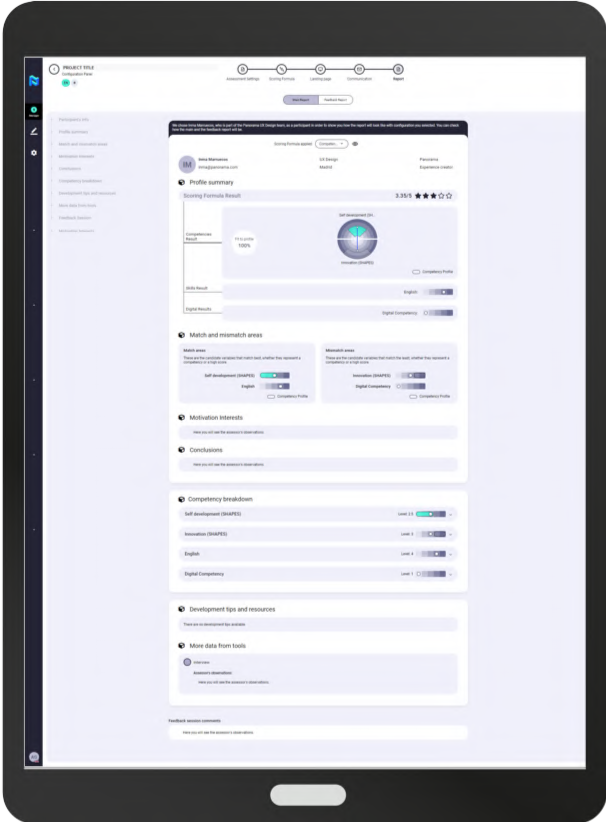 PROJECT TITLE
Configuration Panel
Assessment Settings
Scoring Formula
Landing page
Communication
Report
Main Report
Feedback Report
Participants info
Profile summary
Match and mismatch areas
Motivation Interests
Conclusions
Competency breakdown
Development tips and resources
More data from tools
Feedback Session
We chose Inma Marruecos, who is part of the Panorama UX Design team, as a participant in order to show you how the report will look like with configuration you selected. You can check
how the main and the feedback report will be.
Scoring Formula applied:
Competen...
IM
UX Design
Panorama
inma@panorama.com
Madrid
Experience creator
Profile summary
Scoring Formula Result
3.35/5
Competencies
Result
Fit to profile
100%
Self development (SH...
Innovation (SHAPES)
Competency Profile
Skills Result
English
Digital Results
Digital Competency
Match and mismatch areas
Match areas
These are the candidate variables that match best, whether they represent a
competency or a high score.
Self development (SHAPES)
English
Competency Profile
Mismatch areas
These are the candidate variables that match the least, whether they represent a
competency or a high score.
Innovation (SHAPES)
Digital Competency
Competency Profile
Motivation Interests
Here you will see the assessor's observations.
Conclusions
Here you will see the assessor's observations.
Competency breakdown
Self development (SHAPES)
Level 2.5
Innovation (SHAPES)
Level 3
English
Level 4
Digital Competency
Level 1
Development tips and resources
There are no development tips available
More data from tools
Interview
Assessor's observations
Here you will see the assessor's observations.
Feedback session comments
Here you will see the assessor's observations.